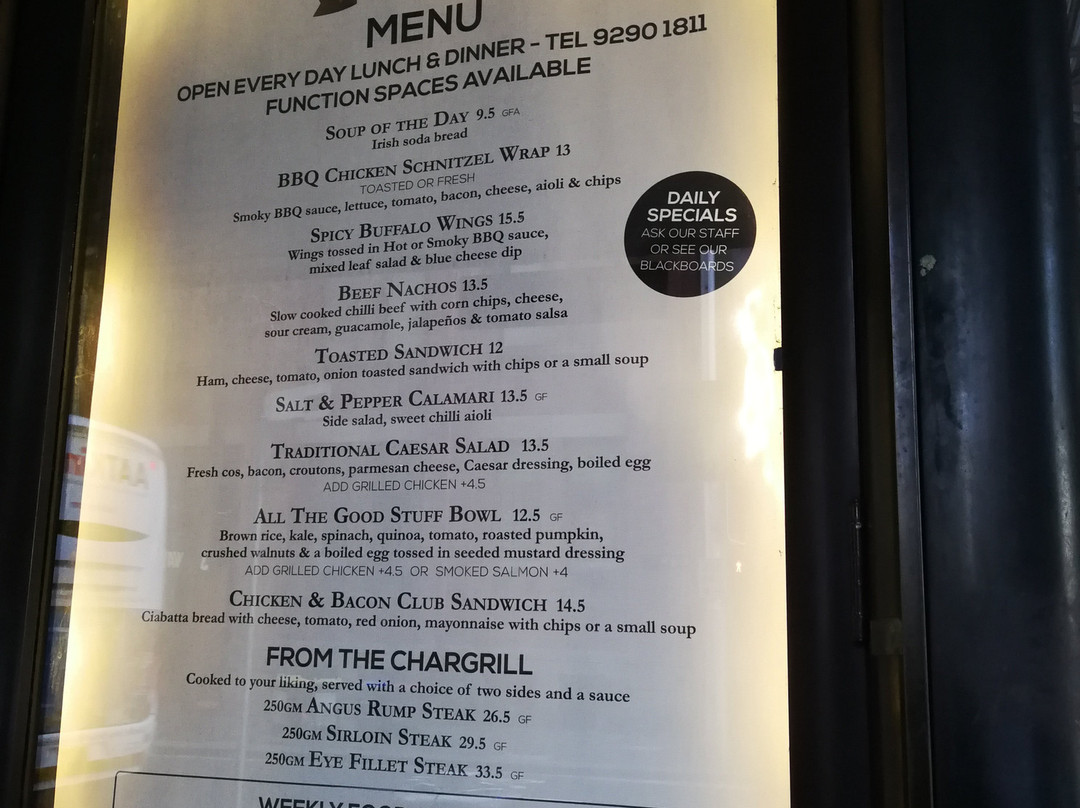 MENU
OPEN EVERY DAY LUNCH & DINNER - TEL 9290 1811
FUNCTION SPACES AVAILABLE
SOUP OF THE DAY 9.5 GFA
Irish soda bread
BBQ CHICKEN SCHNITZEL WRAP 13
TOASTED OR FRESH
Smoky BBQ sauce, lettuce, tomato, bacon, cheese, aioli & chips
SPICY BUFFALO WINGS 15.5
Wings tossed in Hot or Smoky BBQ sauce,
mixed leaf salad & blue cheese dip
DAILY
SPECIALS
ASK OUR STAFF
OR SEE OUR
BLACKBOARDS
BEEF NACHOS 13.5
Slow cooked chilli beef with corn chips, cheese,
sour cream, guacamole, jalapeños & tomato salsa
TOASTED SANDWICH 12
Ham, cheese, tomato, onion toasted sandwich with chips or a small soup
SALT & PEPPER CALAMARI 13.5 GF
Side salad, sweet chilli aioli
TRADITIONAL CAESAR SALAD 13.5
Fresh cos, bacon, croutons, parmesan cheese, Caesar dressing, boiled egg
ADD GRILLED CHICKEN +4.5
ALL THE GOOD STUFF BOWL 12.5 GF
Brown rice, kale, spinach, quinoa, tomato, roasted pumpkin,
crushed walnuts & a boiled egg tossed in seeded mustard dressing
ADD GRILLED CHICKEN +4.5 OR SMOKED SALMON +4
CHICKEN & BACON CLUB SANDWICH 14.5
Ciabatta bread with cheese, tomato, red onion, mayonnaise with chips or a small soup
FROM THE CHARGRILL
Cooked to your liking, served with a choice of two sides and a sauce
250GM ANGUS RUMP STEAK 26.5 GF
250GM SIRLOIN STEAK 29.5 GF
250GM EYE FILLET STEAK 33.5 GF
WEEKLY